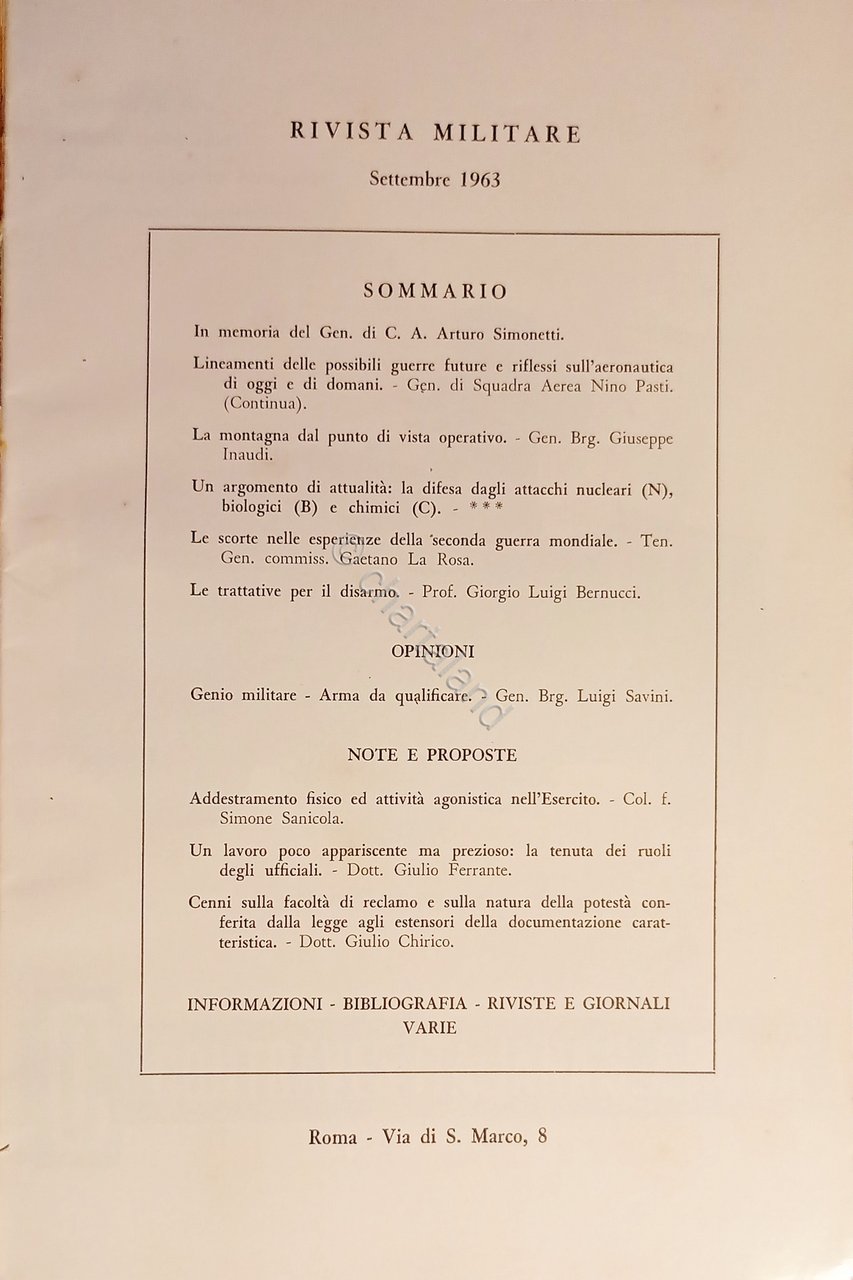 RIVISTA MILITARE
Settembre 1963
SOMMARIO
In memoria del Gen. di C. A. Arturo Simonetti.
Lineamenti delle possibili guerre future e riflessi sull'aeronautica
di oggi e di domani. - Gen. di Squadra Aerea Nino Pasti.
(Continua).
La montagna dal punto di vista operativo. - Gen. Brg. Giuseppe
Inaudi.
Un argomento di attualità: la difesa dagli attacchi nucleari (N),
biologici (B) e chimici (C). - * * *
Le scorte nelle esperienze della seconda guerra mondiale. - Ten.
Gen. commiss. Gaetano La Rosa.
Le trattative per il disarmo. - Prof. Giorgio Luigi Bernucci.
OPINIONI
Genio militare - Arma da qualificare. - Gen. Brg. Luigi Savini.
NOTE E PROPOSTE
Addestramento fisico ed attività agonistica nell'Esercito. - Col. f.
Simone Sanicola.
Un lavoro poco appariscente ma prezioso: la tenuta dei ruoli
degli ufficiali. - Dott. Giulio Ferrante.
Cenni sulla facoltà di reclamo e sulla natura della potestà con-
ferita dalla legge agli estensori della documentazione carat-
teristica. - Dott. Giulio Chirico.
INFORMAZIONI - BIBLIOGRAFIA - RIVISTE E GIORNALI
VARIE
Roma - Via di S. Marco, 8
© chartaland